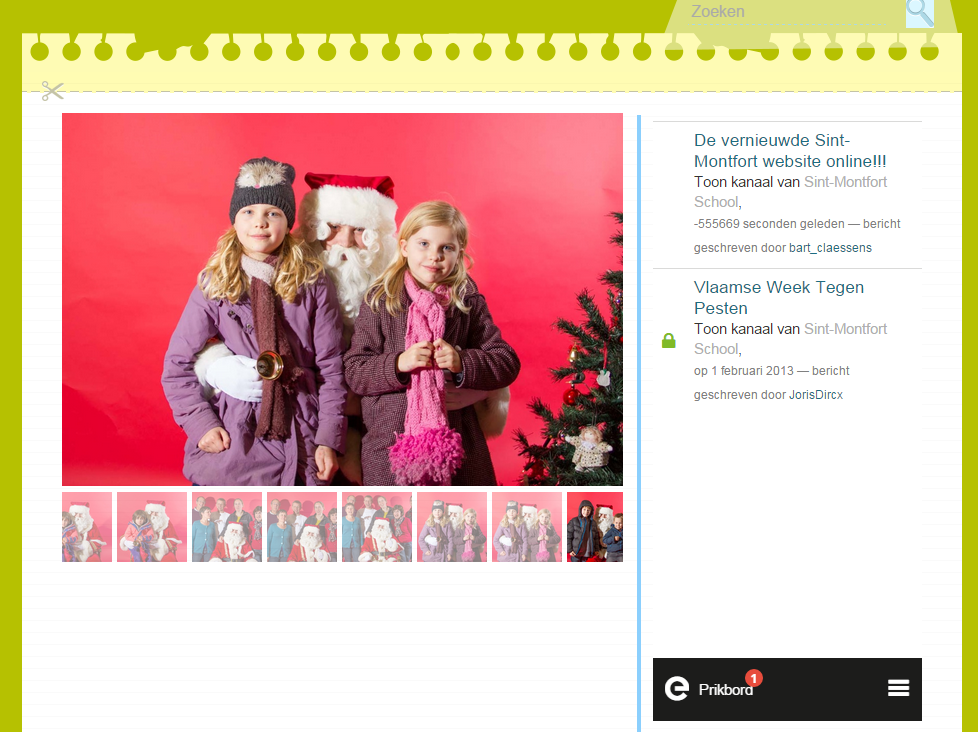 Zoeken
De vernieuwde Sint-
Montfort website online!!!
Toon kanaal van Sint-Montfort
School,
-555669 seconden geleden — bericht
geschreven door bart_claessens
Vlaamse Week Tegen
Pesten
Toon kanaal van Sint-Montfort
School,
op 1 februari 2013 — bericht
geschreven door JorisDircx
Prikbord 1